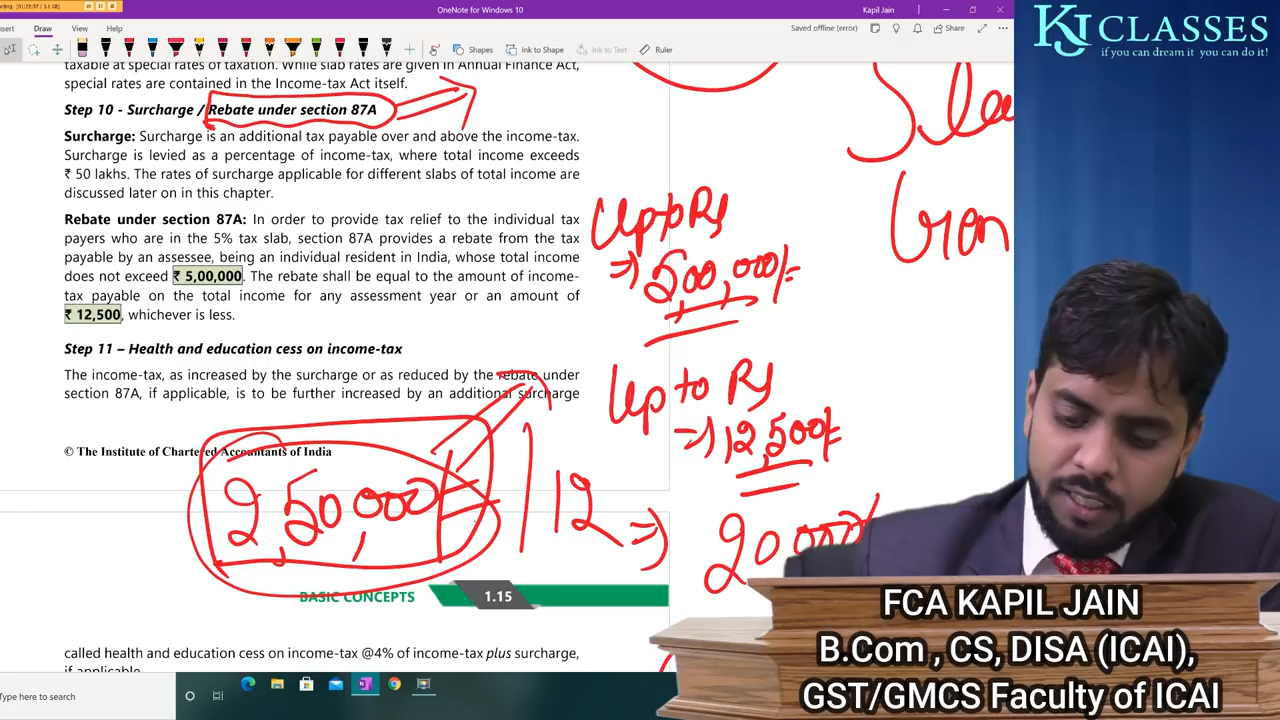 OneNote for Windows 10
Kapil Jain
Insert Draw View Help
Saved offline (error) Share
Shapes Ink to Shape Ink to Text Ruler
KJ CLASSES
if you can dream it you can do it!
taxable at special rates of taxation. While slab rates are given in Annual Finance Act,
special rates are contained in the Income-tax Act itself.
Step 10 - Surcharge / Rebate under section 87A
Surcharge: Surcharge is an additional tax payable over and above the income-tax.
Surcharge is levied as a percentage of income-tax, where total income exceeds
₹ 50 lakhs. The rates of surcharge applicable for different slabs of total income are
discussed later on in this chapter.
Rebate under section 87A: In order to provide tax relief to the individual tax
payers who are in the 5% tax slab, section 87A provides a rebate from the tax
payable by an assessee, being an individual resident in India, whose total income
does not exceed ₹ 5,00,000. The rebate shall be equal to the amount of income-
tax payable on the total income for any assessment year or an amount of
₹ 12,500, whichever is less.
Step 11 – Health and education cess on income-tax
The income-tax, as increased by the surcharge or as reduced by the rebate under
section 87A, if applicable, is to be further increased by an additional surcharge
© The Institute of Chartered Accountants of India
Up to Rs
=> 500,000/-
Up to Rs
=> 12,500/-
2,50,000 | 12 => 20000/
BASIC CONCEPTS 1.15
called health and education cess on income-tax @4% of income-tax plus surcharge,
if applicable.
Type here to search
FCA KAPIL JAIN
B.Com , CS, DISA (ICAI),
GST/GMCS Faculty of ICAI